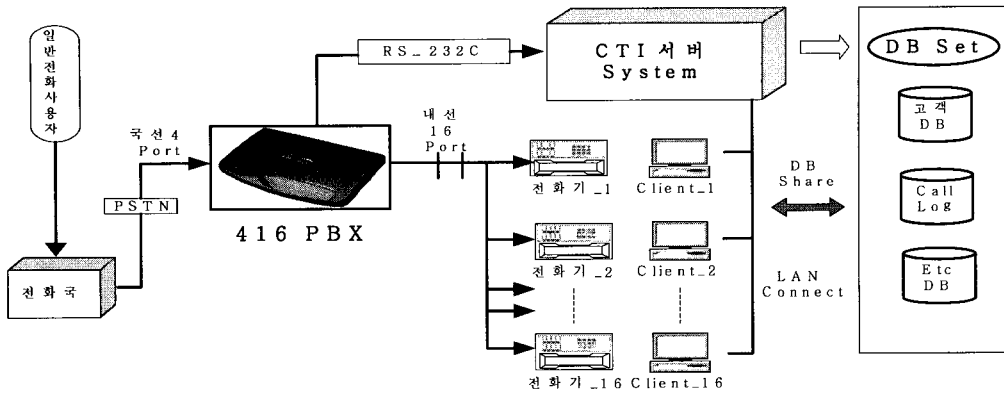 일반전화사용자
국선4
Port
PSTN
전화국
RS_232C
416 PBX
내선
16
Port
CTI서버
System
전화기_1
Client_1
전화기_2
Client_2
전화기_16
Client_16
DB
Share
LAN
Connect
DB Set
고객
DB
Call
Log
Etc
DB